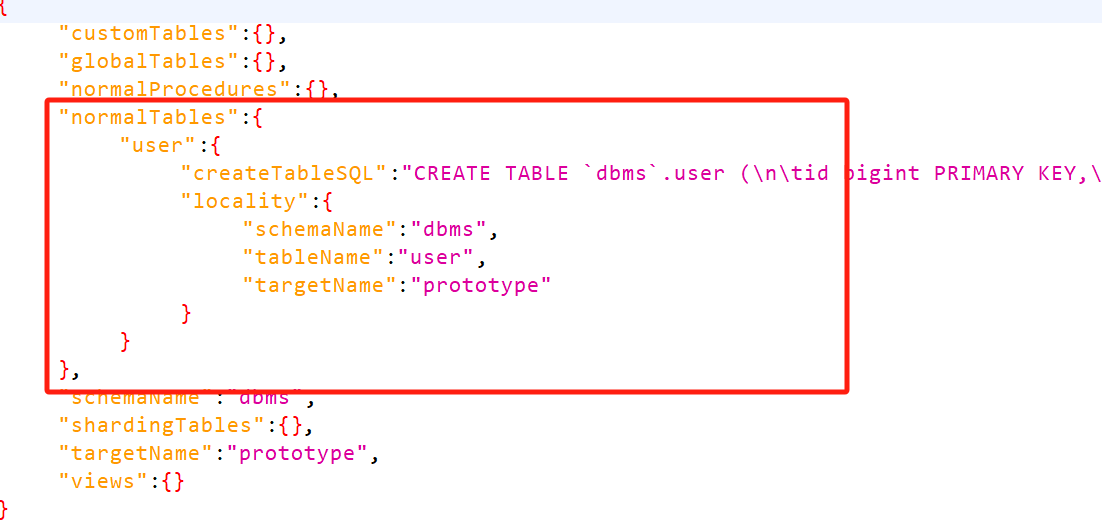 {
"customTables":{},
"globalTables":{},
"normalProcedures":{},
"normalTables":{
"user":{
"createTableSQL":"CREATE TABLE `dbms`.user (\n\tid bigint PRIMARY KEY,\
"locality":{
"schemaName":"dbms",
"tableName":"user",
"targetName":"prototype"
}
}
},
"schemaName":"dbms",
"shardingTables":{},
"targetName":"prototype",
"views":{}
}